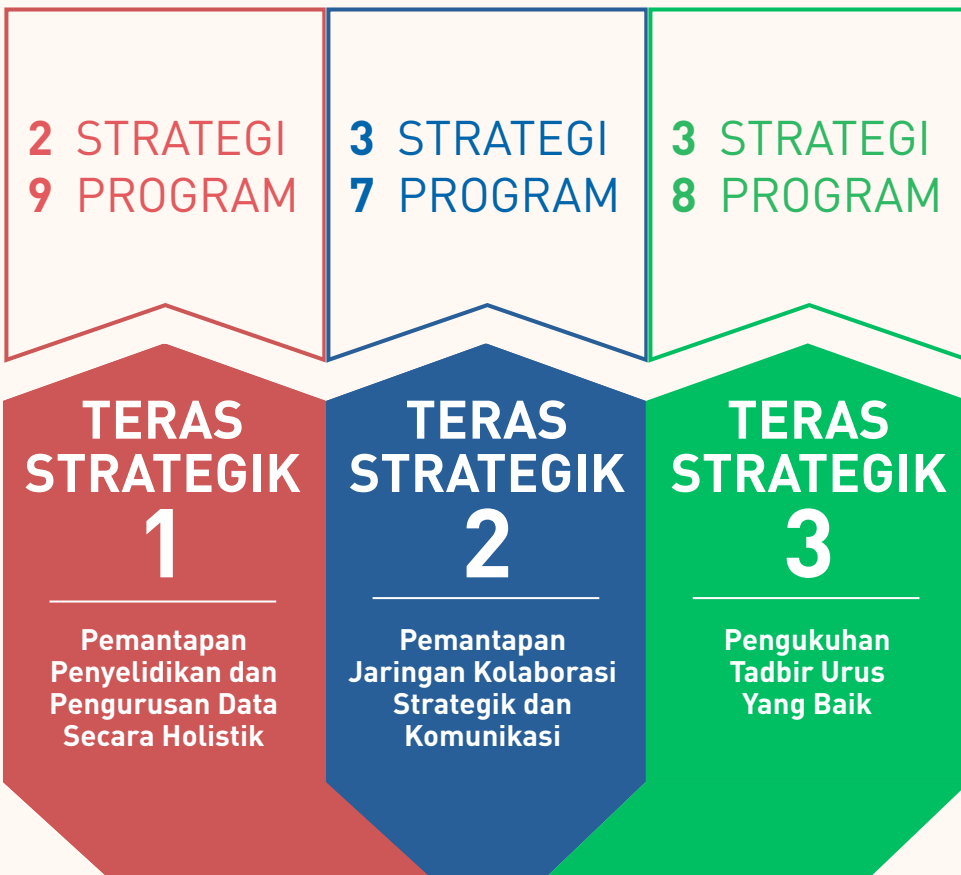 2 STRATEGI
9 PROGRAM
3 STRATEGI
7 PROGRAM
3 STRATEGI
8 PROGRAM
TERAS
STRATEGIK
1
Pemantapan
Penyelidikan dan
Pengurusan Data
Secara Holistik
TERAS
STRATEGIK
2
Pemantapan
Jaringan Kolaborasi
Strategik dan
Komunikasi
TERAS
STRATEGIK
3
Pengukuhan
Tadbir Urus
Yang Baik